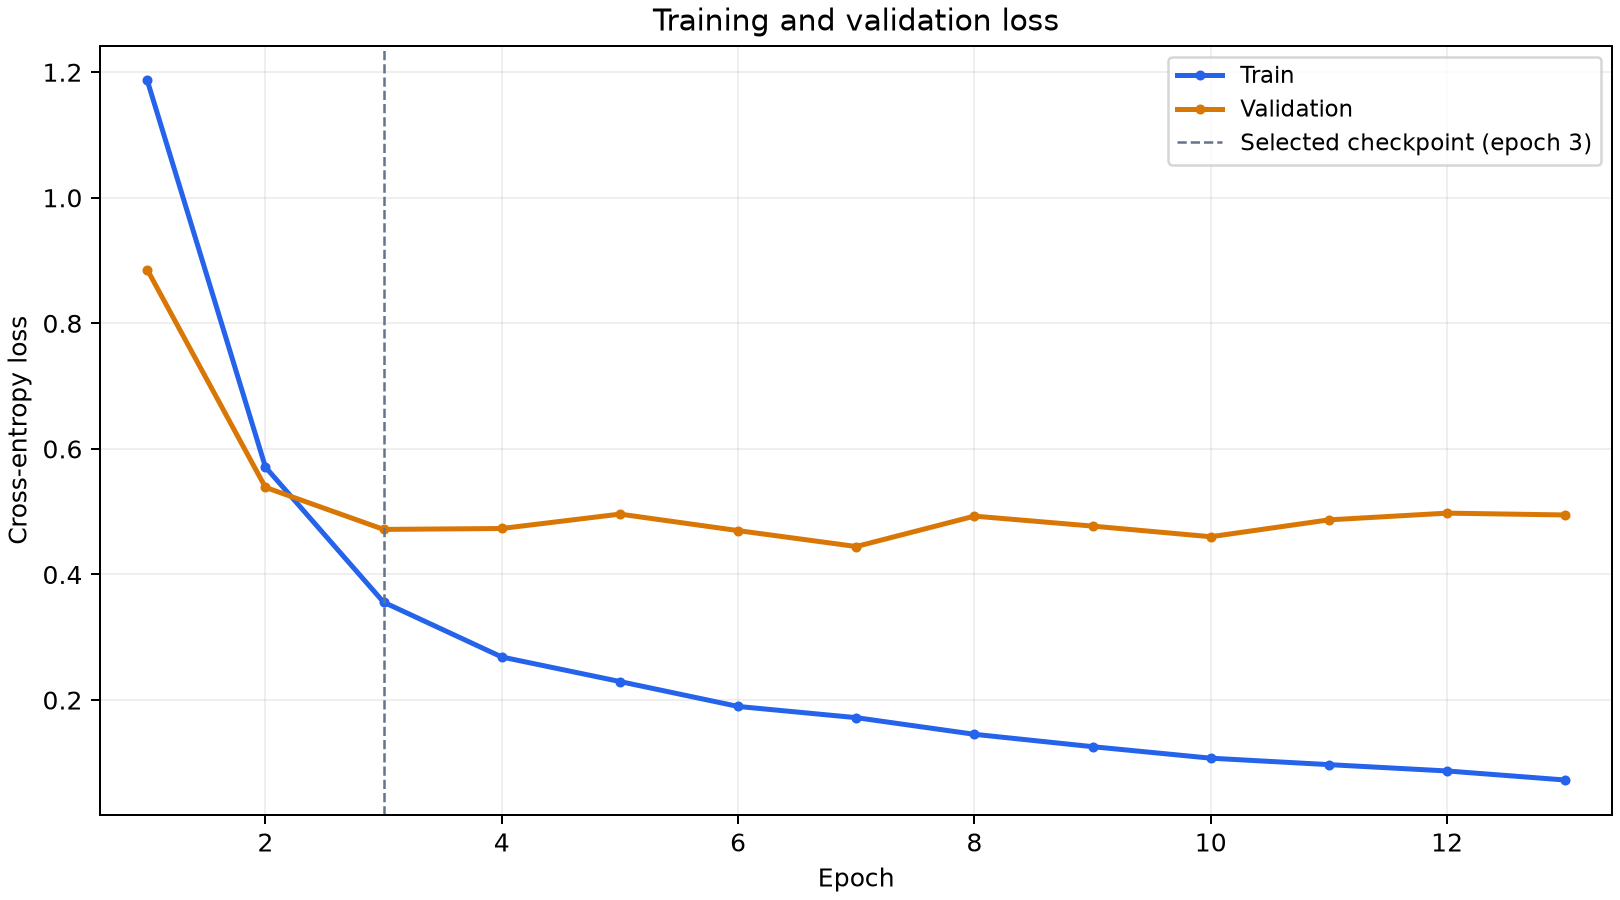 Training and validation loss
Train
Validation
Selected checkpoint (epoch 3)
Cross-entropy loss
1.2
1.0
0.8
0.6
0.4
0.2
2 4 6 8 10 12
Epoch